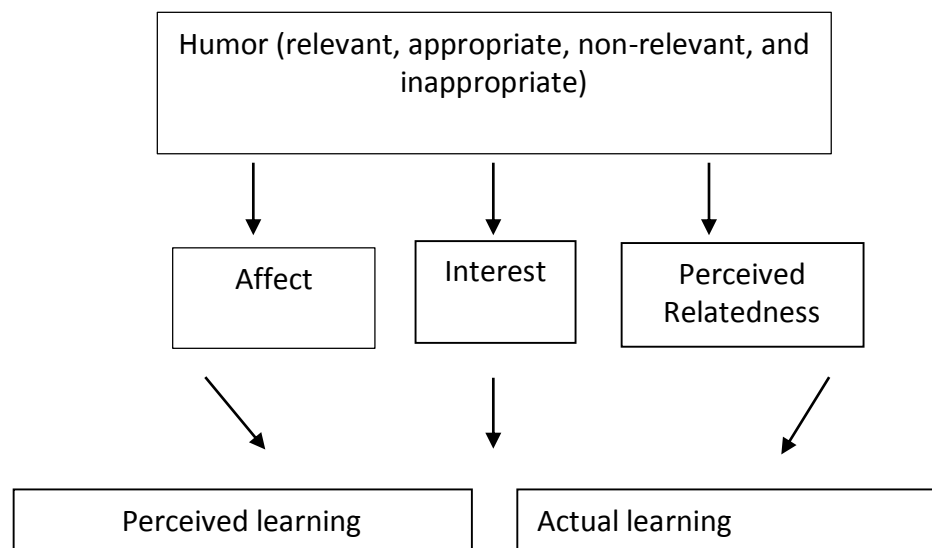 Humor (relevant, appropriate, non-relevant, and
inappropriate)
Affect
Interest
Perceived
Relatedness
Perceived learning
Actual learning